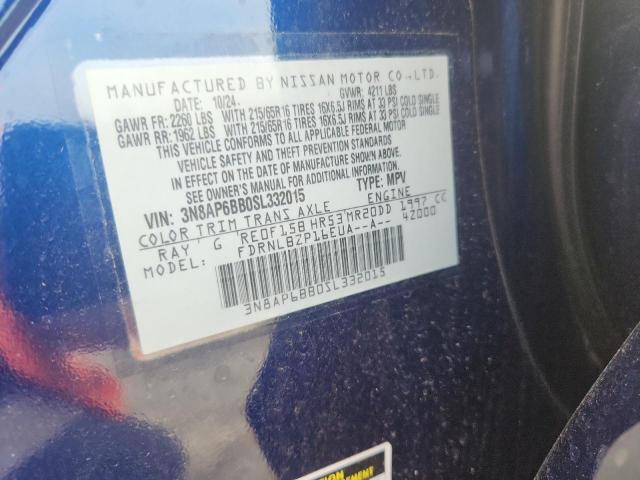 MANUFACTURED BY NISSAN MOTOR CO., LTD.
DATE: 10/24. GVWR: 4211 LBS
GAWR FR: 2260 LBS WITH 215/65R16 TIRES 16X6.5J RIMS AT 33 PSI COLD SINGLE
GAWR RR: 1962 LBS WITH 215/65R16 TIRES 16X6.5J RIMS AT 33 PSI COLD SINGLE
THIS VEHICLE CONFORMS TO ALL APPLICABLE FEDERAL MOTOR
VEHICLE SAFETY AND THEFT PREVENTION STANDARDS
IN EFFECT ON THE DATE OF MANUFACTURE SHOWN ABOVE.
SEE OWNER'S MANUAL FOR ADDITIONAL INFORMATION.
VIN: 3N8AP6BB0SL332015 TYPE: MPV
COLOR TRIM TRANS AXLE ENGINE
RAY G RE0F15B HR53 MR20DD 1997 CC
MODEL: FDRNLBZP16EUA--A-- 42000
3N8AP6BB0SL332015